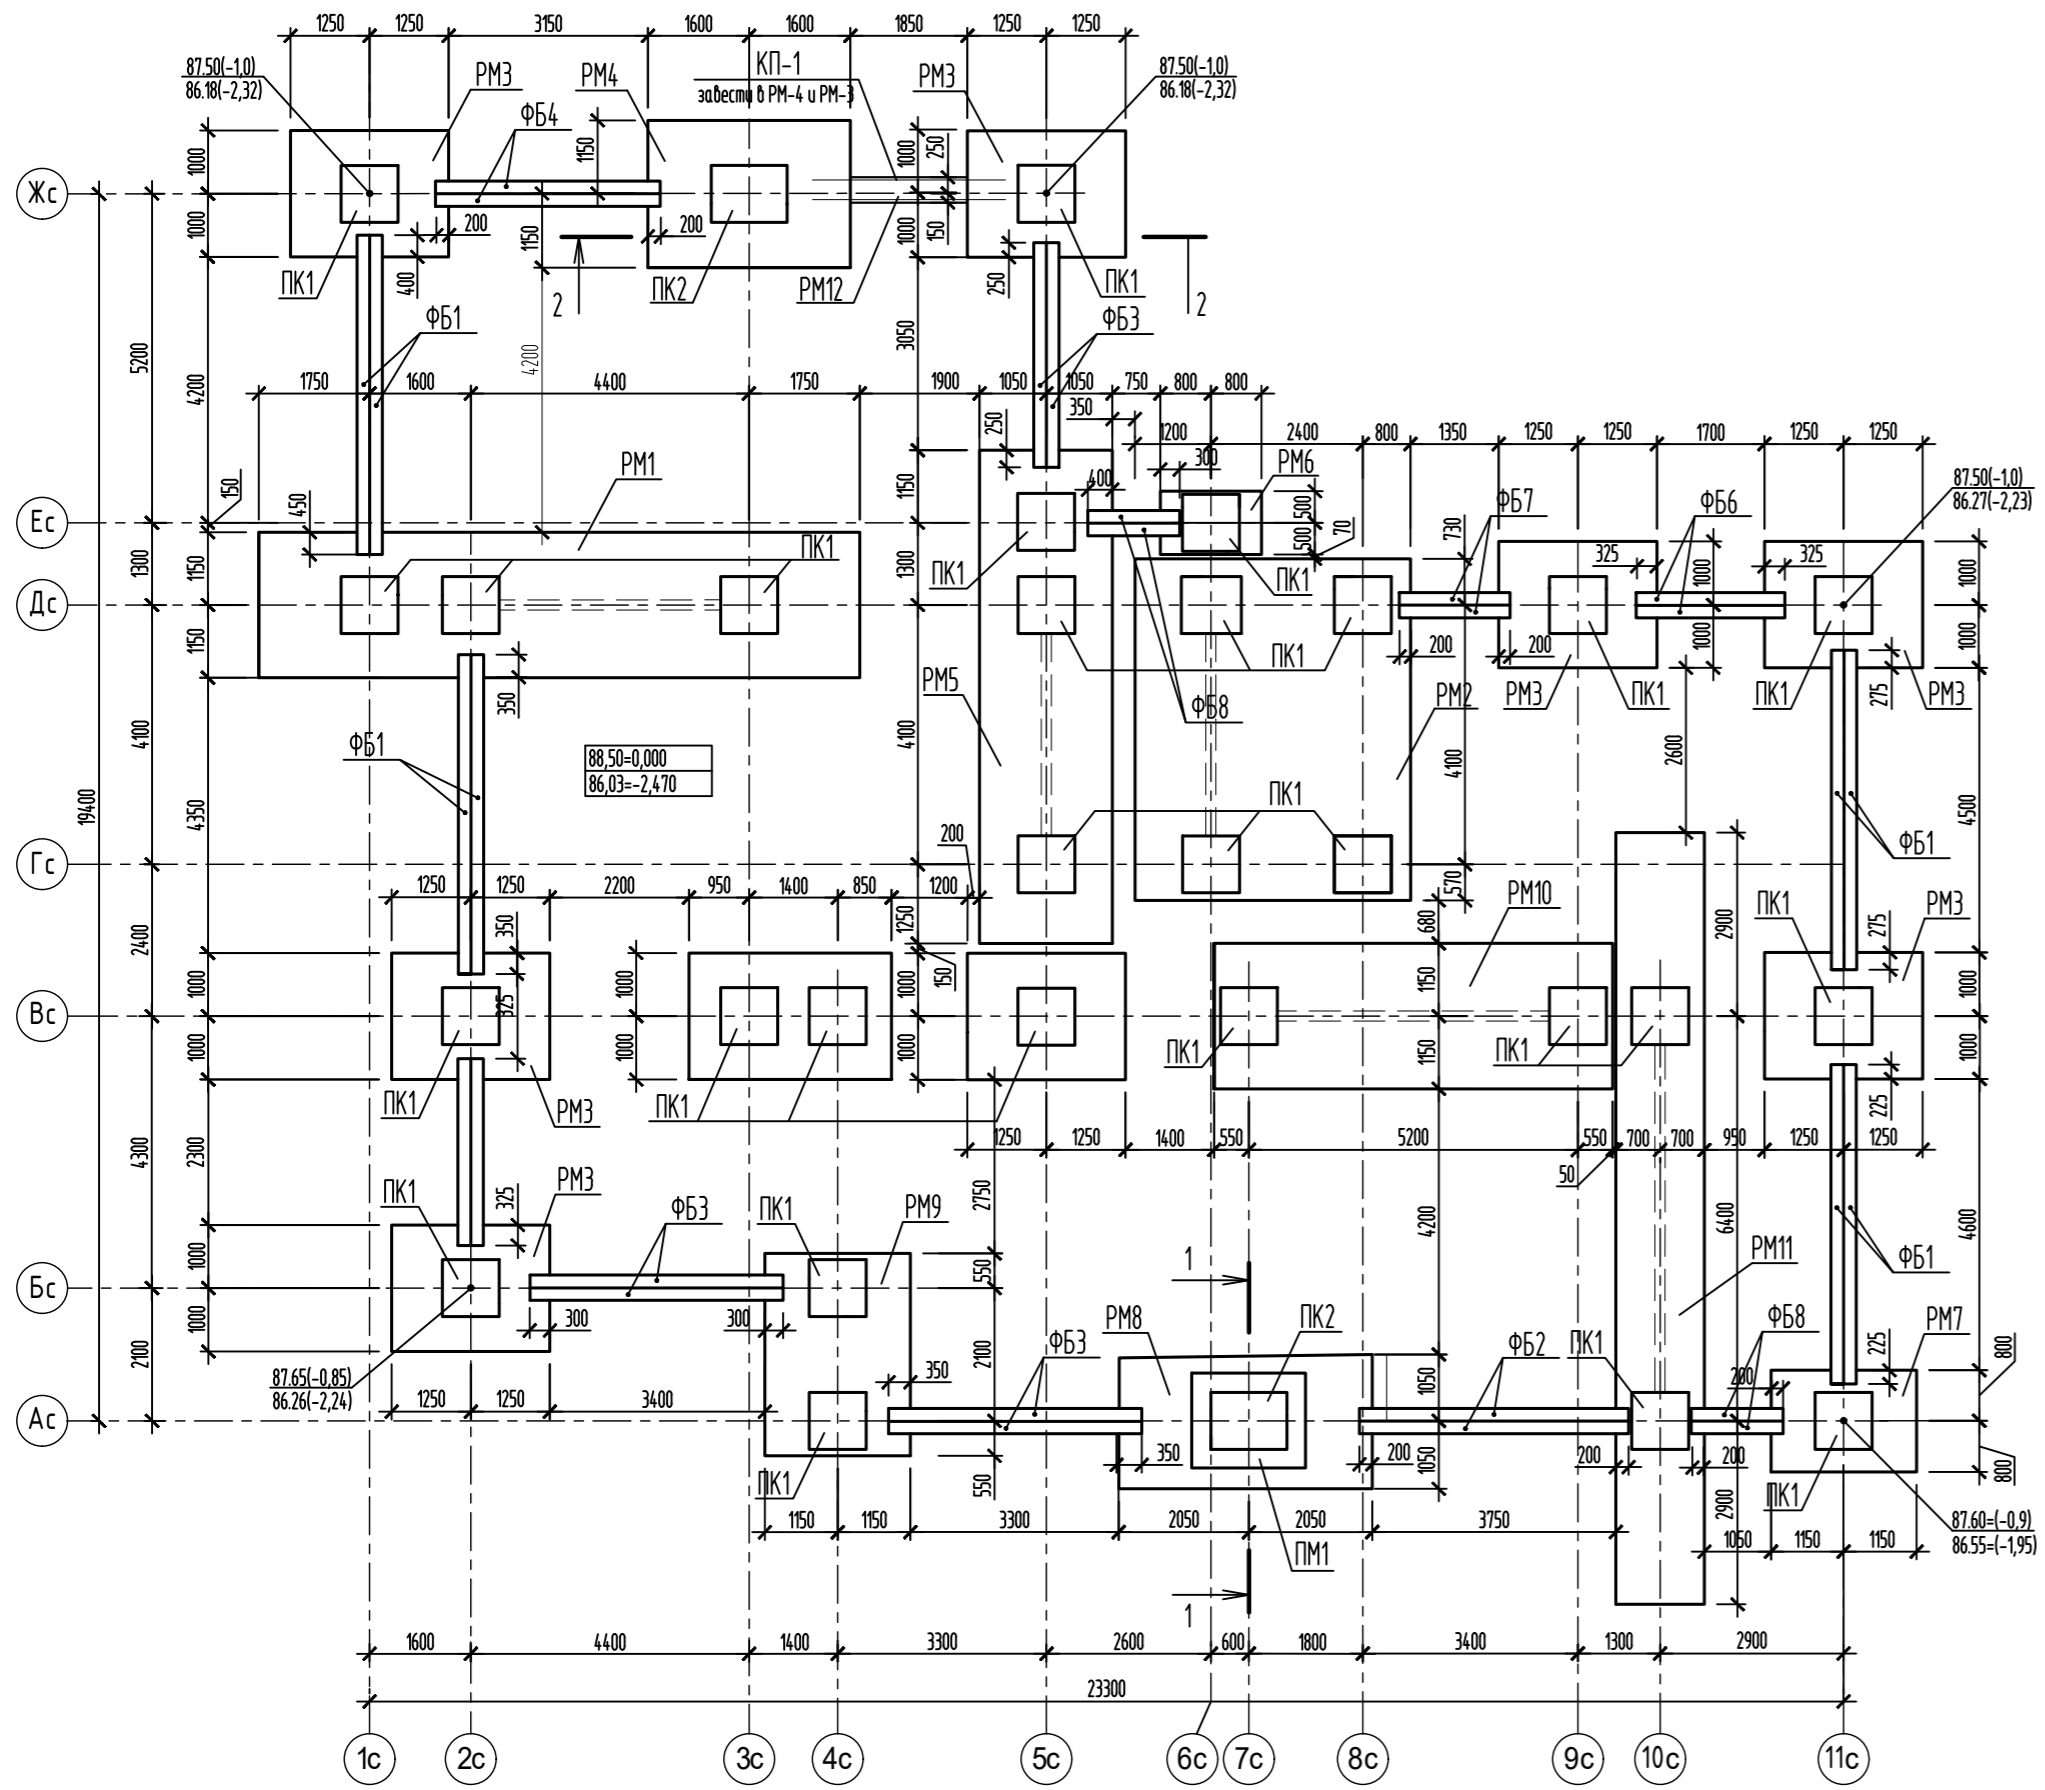 1250 1250 3150 1600 1600 1850 1250 1250
87.50(-1,0)
86.18(-2,32)
РМ3
РМ4
КП-1
завести в РМ-4 и РМ-3
РМ3
87.50(-1,0)
86.18(-2,32)
ФБ4
1150
1000
1000
250
Жс
1000
200
1150
200
1000
150
400
250
ПК1
ПК2
РМ12
ПК1
2
2
ФБ1
ФБ3
4200
3050
5200
4200
1750 1600 4400 1750 1900 1050 1050 750 800 800
350
250
1200 2400 800 1350 1250 1250 1700 1250 1250
150
450
РМ1
1150
400
300
РМ6
ФБ7
ФБ6
87.50(-1.0)
86.27(-2,23)
Ес
500
500
70
730
1300
1150
ПК1
ПК1
1300
ПК1
325
1000
325
1000
Дс
1150
ПК1
200
200
1000
1000
350
РМ5
ФБ8
РМ2
РМ3
ПК1
ПК1
275
РМ3
4100
ФБ1
88,50=0,000
86,03=-2,470
4100
4100
2600
4500
19400
4350
ПК1
ФБ1
200
Гс
1250 1250 2200 950 1400 850 1200
570
350
1250
680
РМ10
2900
ПК1
275
РМ3
2400
1000
1000
150
1000
1150
1000
Вс
325
1000
1000
1000
1150
1000
ПК1
ПК1
ПК1
РМ3
ПК1
225
4300
2300
1250 1250 1400 550 5200 550 700 700 950 1250 1250
50
ПК1
РМ3
325
ФБ3
ПК1
РМ9
2750
4200
6400
4600
1
РМ11
ФБ1
1000
550
Бс
1000
300
300
РМ8
ПК2
ФБ3
ФБ2
ПК1
ФБ8
РМ7
2100
87.65(-0,85)
86.26(-2,24)
2100
350
1050
200
225
800
1250 1250 3400
Ас
ПК1
550
350
200
1050
200
200
ПК1
800
2900
1150 1150 3300 2050 2050 3750
ПМ1
1050 1150 1150
87.60=(-0,9)
86.55=(-1,95)
1
1600 4400 1400 3300 2600 600 1800 3400 1300 2900
23300
1с 2с 3с 4с 5с 6с 7с 8с 9с 10с 11с